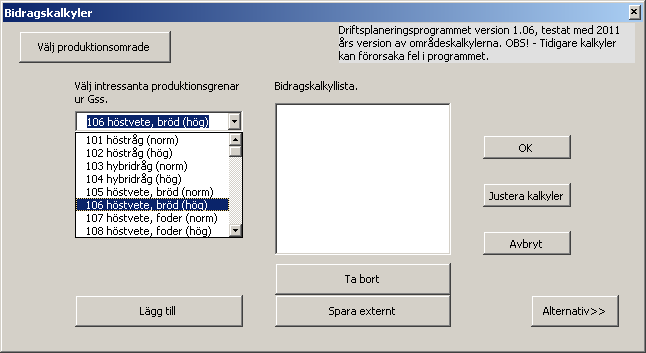 Bidragskalkyler
Välj produktionsomrade
Driftsplaneringsprogrammet version 1.06, testat med 2011
års version av områdeskalkylerna. OBS! - Tidigare kalkyler
kan förorsaka fel i programmet.
Välj intressanta produktionsgrenar
ur Gss.
Bidragskalkyllista.
106 höstvete, bröd (hög)
101 höstråg (norm)
102 höstråg (hög)
103 hybridråg (norm)
104 hybridråg (hög)
105 höstvete, bröd (norm)
106 höstvete, bröd (hög)
107 höstvete, foder (norm)
108 höstvete, foder (hög)
OK
Justera kalkyler
Avbryt
Ta bort
Lägg till
Spara externt
Alternativ>>